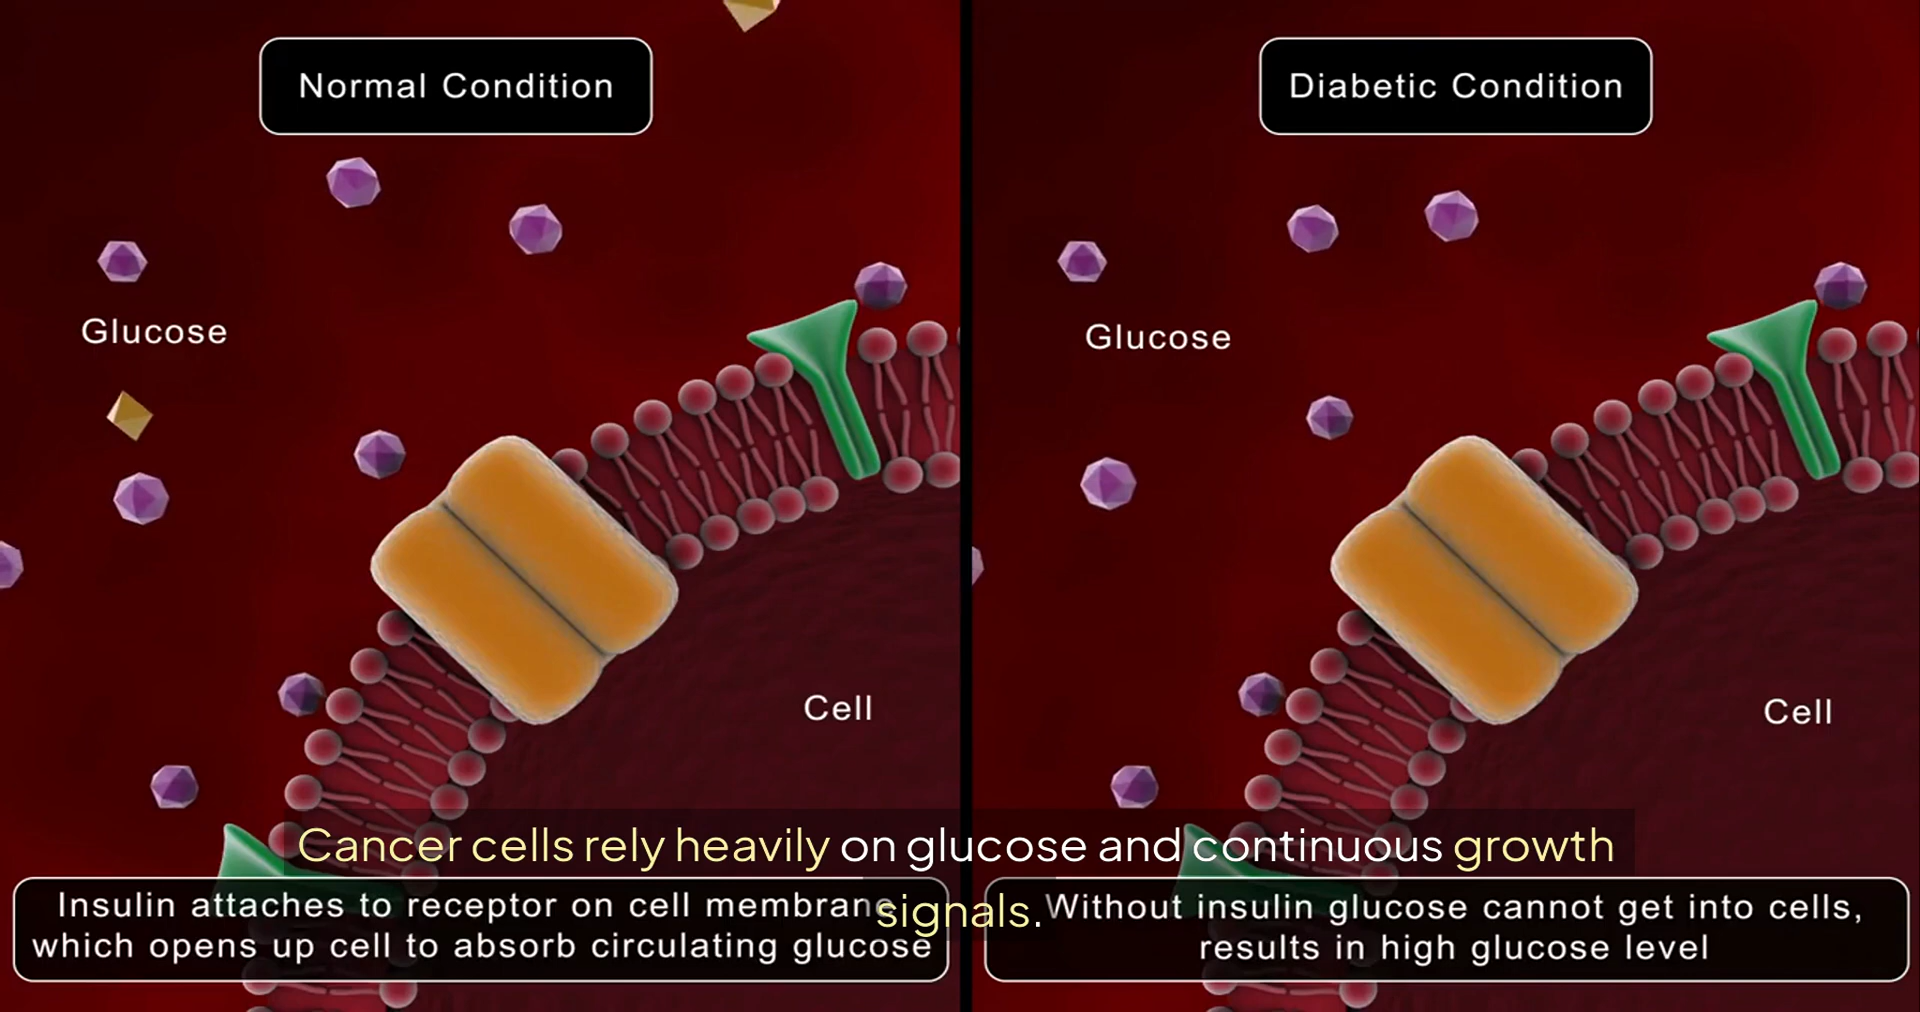 Normal Condition
Diabetic Condition
Glucose
Glucose
Cell
Cell
Cancer cells rely heavily on glucose and continuous growth
signals.
Insulin attaches to receptor on cell membrane
which opens up cell to absorb circulating glucose
Without insulin glucose cannot get into cells,
results in high glucose level